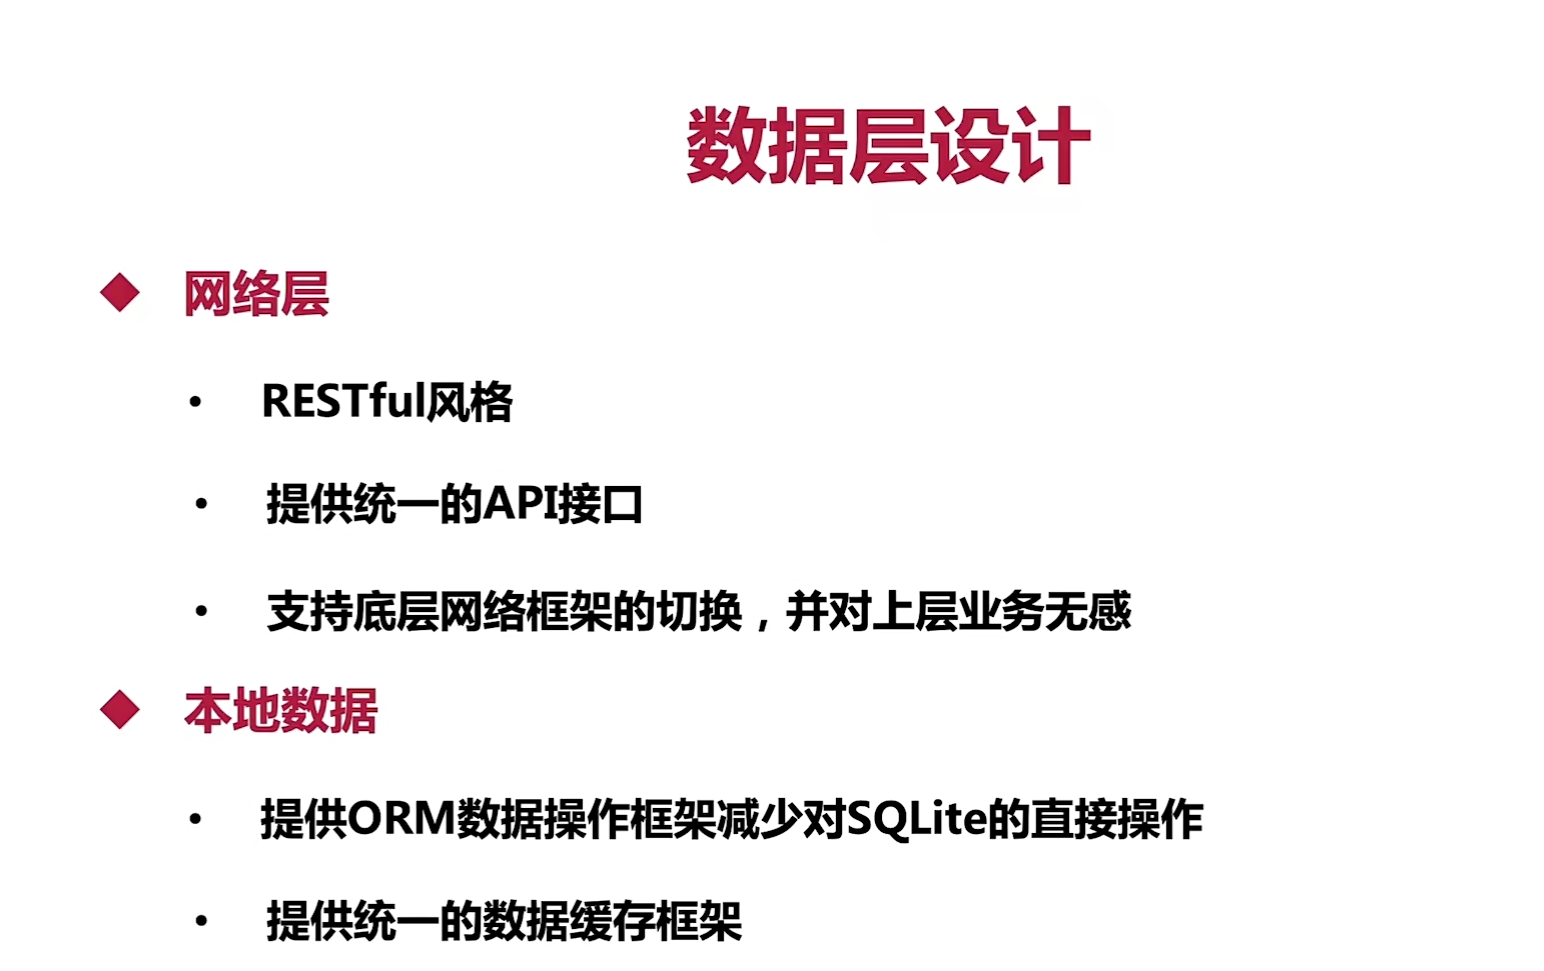 数据层设计
◆ 网络层
• RESTful风格
• 提供统一的API接口
• 支持底层网络框架的切换，并对上层业务无感
◆ 本地数据
• 提供ORM数据操作框架减少对SQLite的直接操作
• 提供统一的数据缓存框架